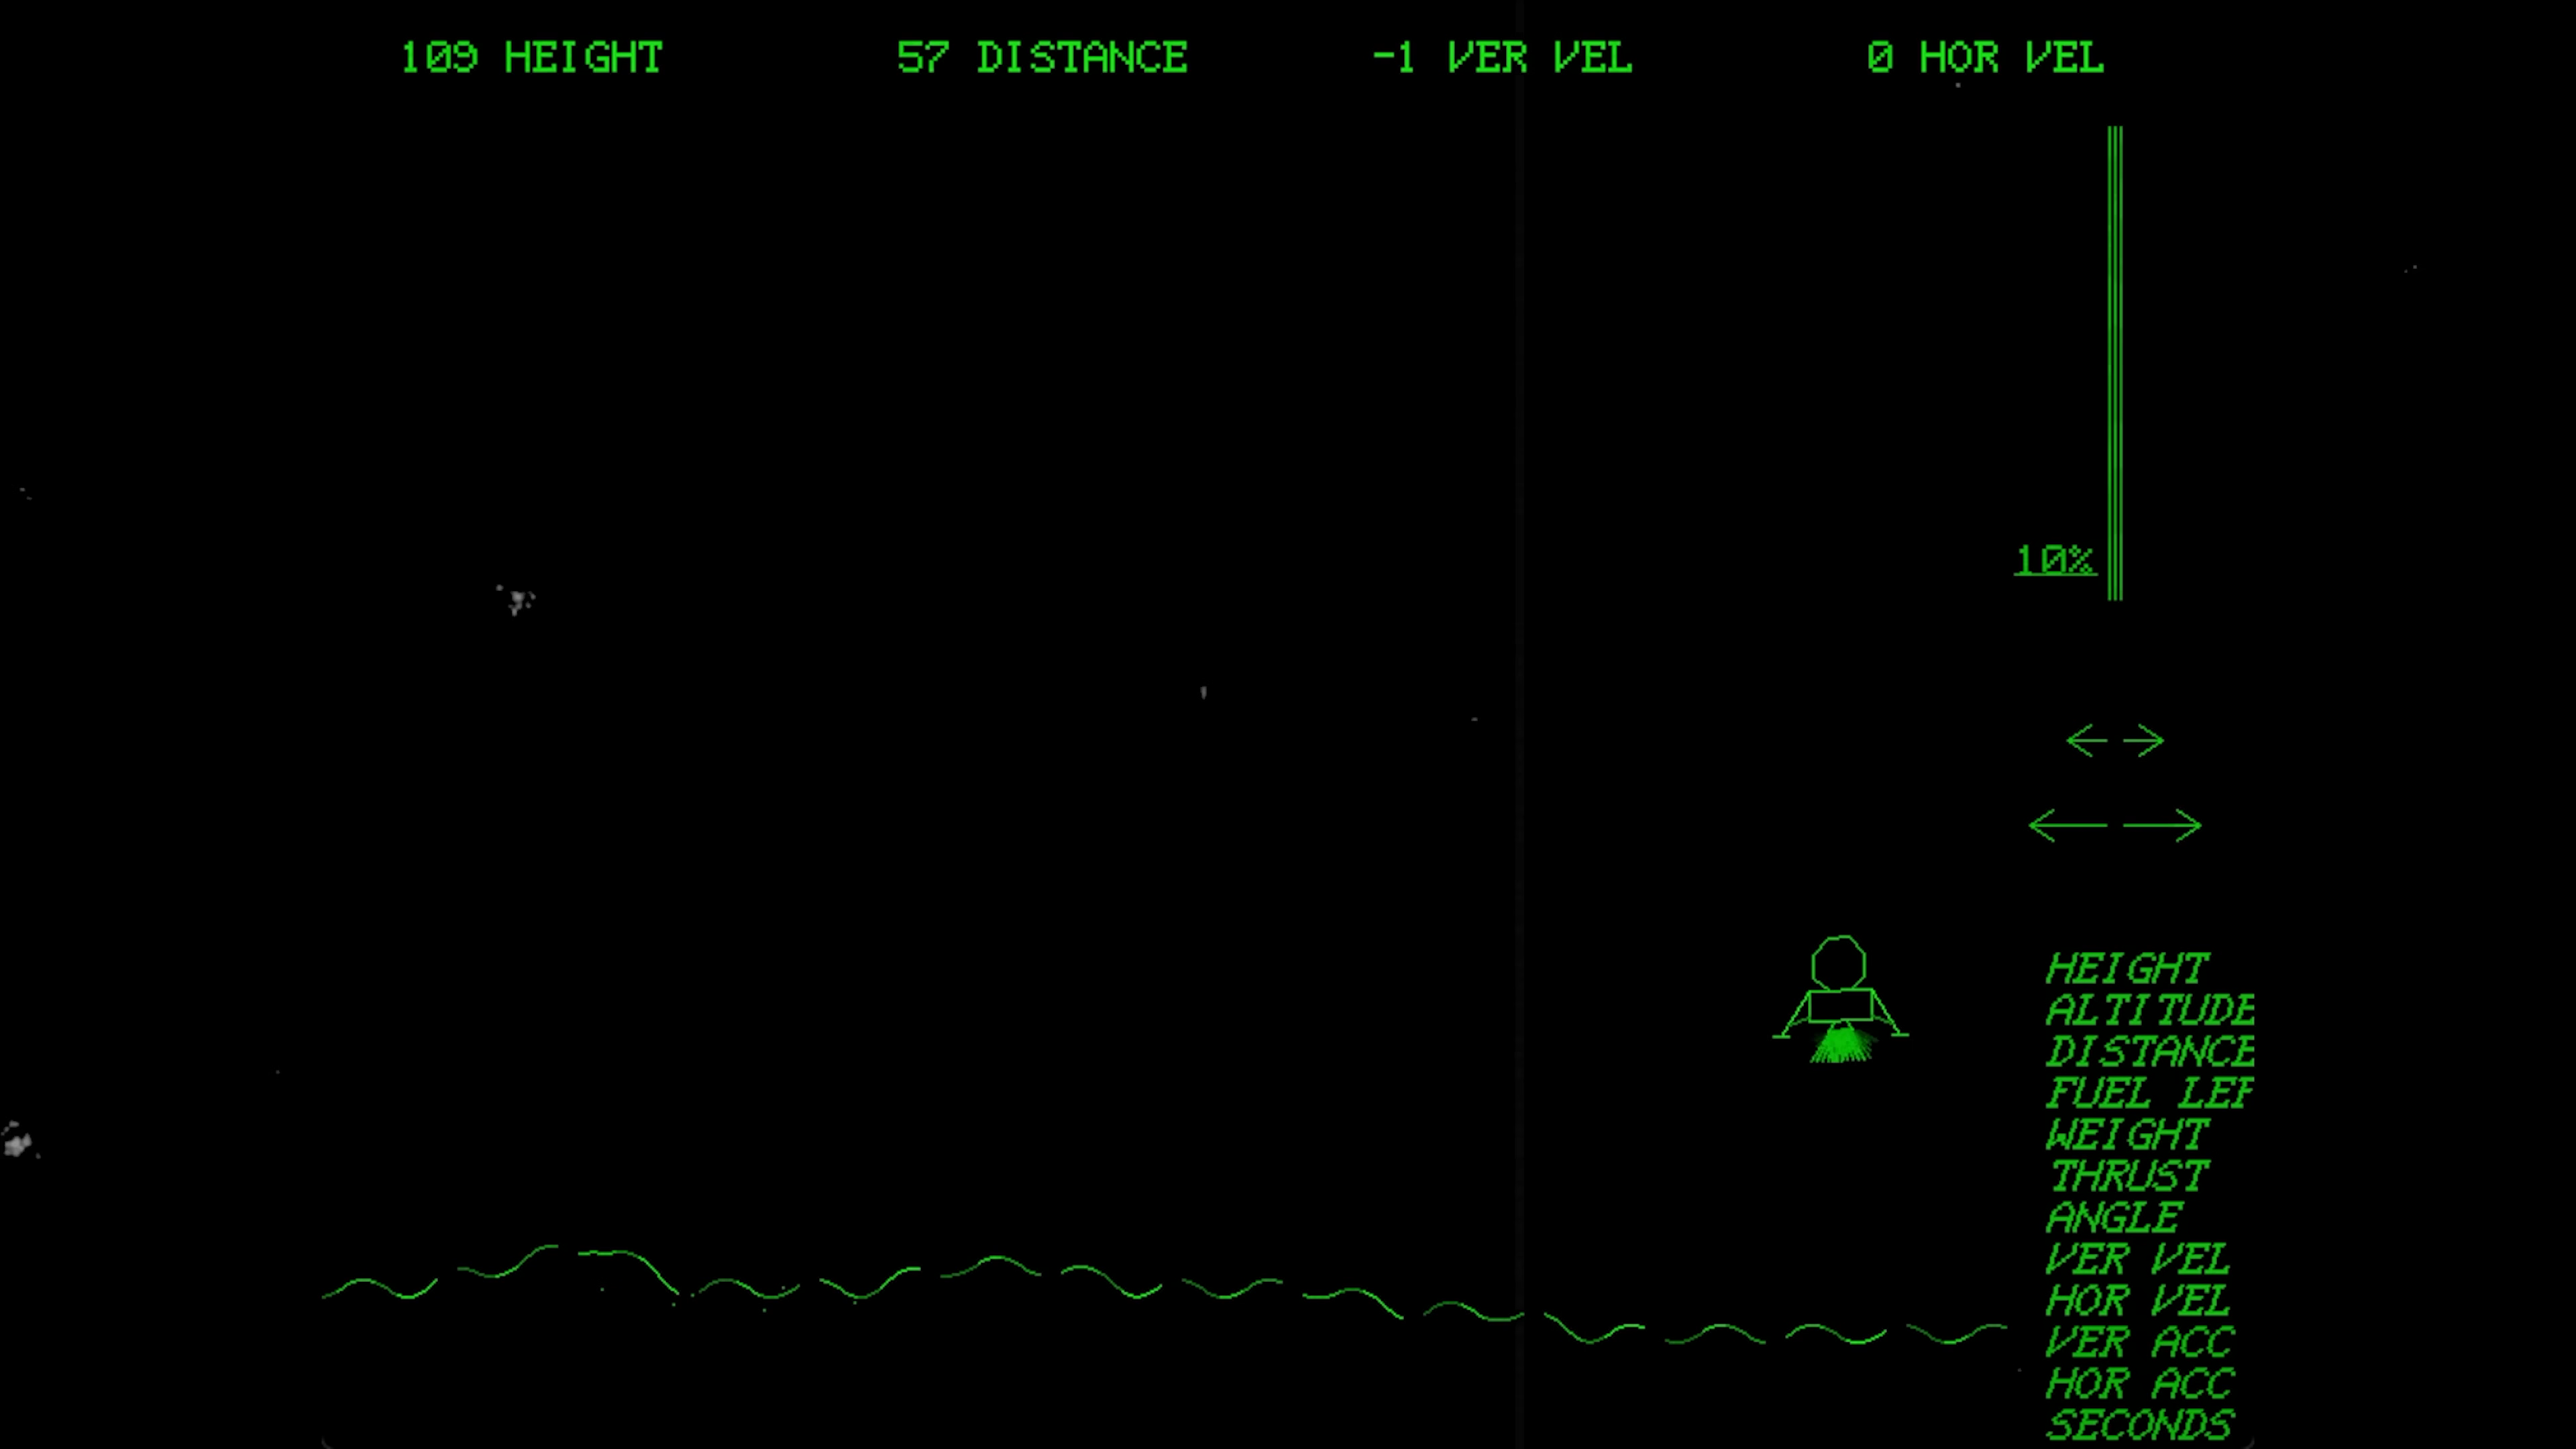 109 HEIGHT 57 DISTANCE -1 VER VEL 0 HOR VEL
10%
HEIGHT
ALTITUDE
DISTANCE
FUEL LEF
WEIGHT
THRUST
ANGLE
VER VEL
HOR VEL
VER ACC
HOR ACC
SECONDS